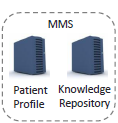 MMS
Patient Profile
Knowledge Repository